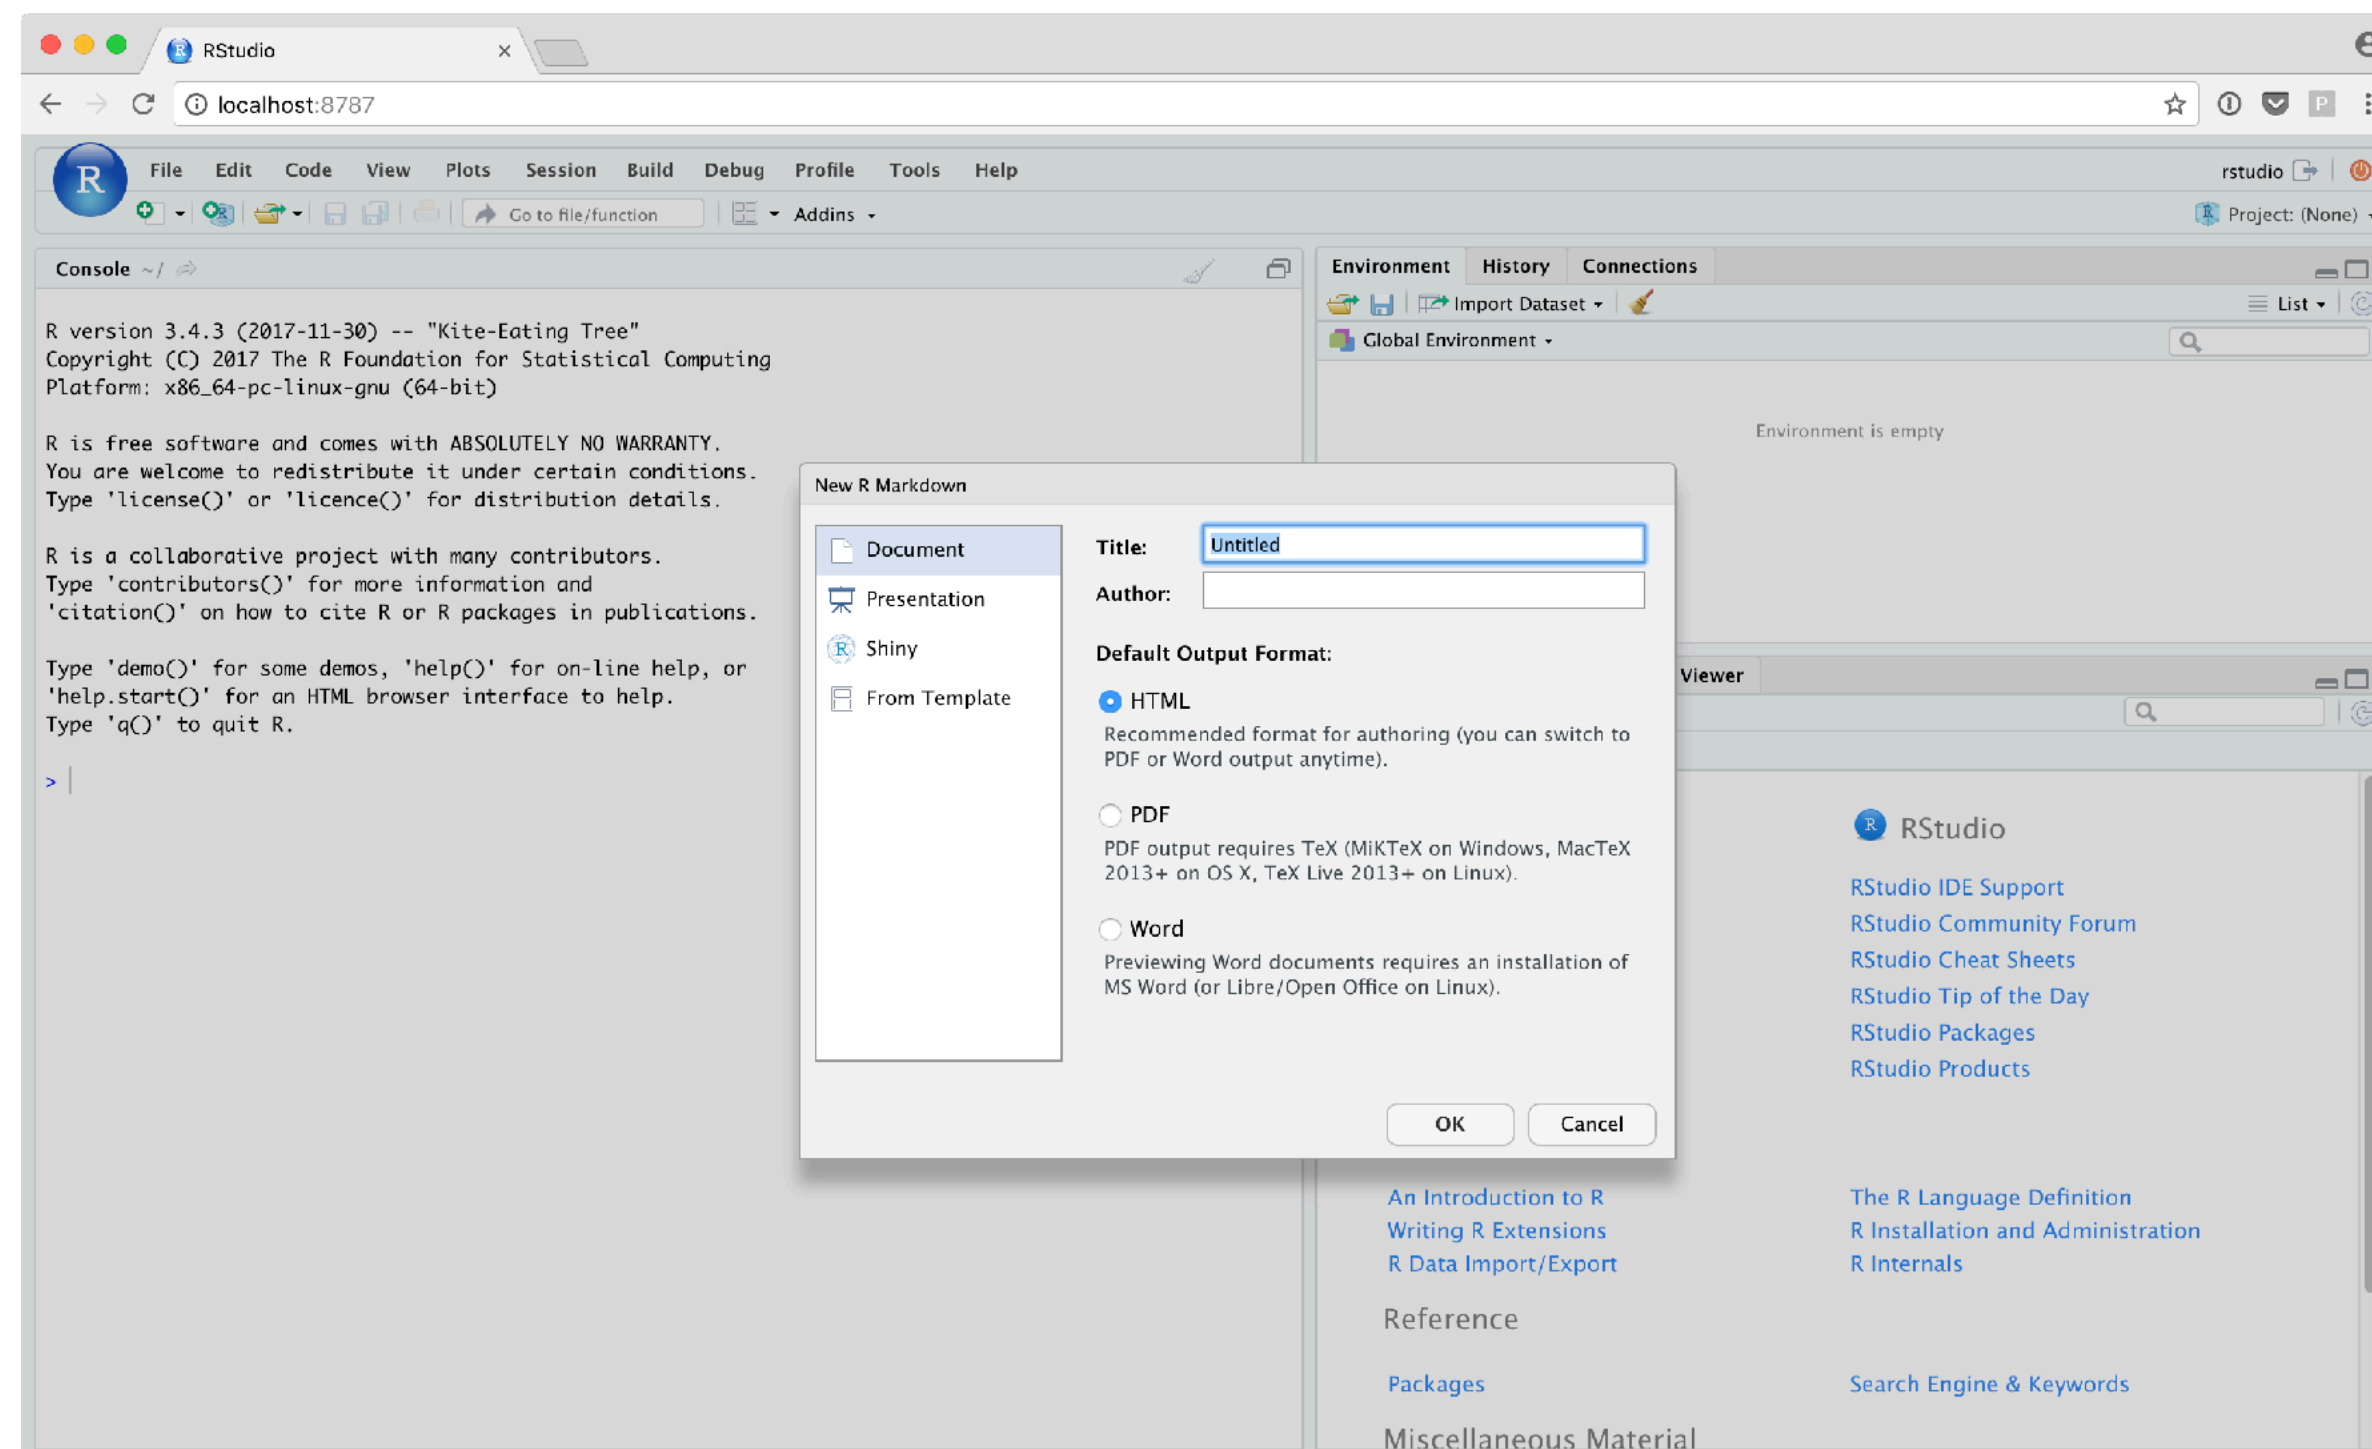 RStudio
localhost:8787
File Edit Code View Plots Session Build Debug Profile Tools Help
rstudio
Go to file/function
Addins
Project: (None)
Console ~/
R version 3.4.3 (2017-11-30) -- "Kite-Eating Tree"
Copyright (C) 2017 The R Foundation for Statistical Computing
Platform: x86_64-pc-linux-gnu (64-bit)
R is free software and comes with ABSOLUTELY NO WARRANTY.
You are welcome to redistribute it under certain conditions.
Type 'license()' or 'licence()' for distribution details.
R is a collaborative project with many contributors.
Type 'contributors()' for more information and
'citation()' on how to cite R or R packages in publications.
Type 'demo()' for some demos, 'help()' for on-line help, or
'help.start()' for an HTML browser interface to help.
Type 'q()' to quit R.
>
Environment History Connections
Import Dataset
List
Global Environment
Environment is empty
New R Markdown
Document
Presentation
Shiny
From Template
Title: Untitled
Author:
Default Output Format:
HTML
Recommended format for authoring (you can switch to
PDF or Word output anytime).
PDF
PDF output requires TeX (MiKTeX on Windows, MacTeX
2013+ on OS X, TeX Live 2013+ on Linux).
Word
Previewing Word documents requires an installation of
MS Word (or Libre/Open Office on Linux).
OK Cancel
Viewer
R RStudio
RStudio IDE Support
RStudio Community Forum
RStudio Cheat Sheets
RStudio Tip of the Day
RStudio Packages
RStudio Products
An Introduction to R
Writing R Extensions
R Data Import/Export
The R Language Definition
R Installation and Administration
R Internals
Reference
Packages
Search Engine & Keywords
Miscellaneous Material